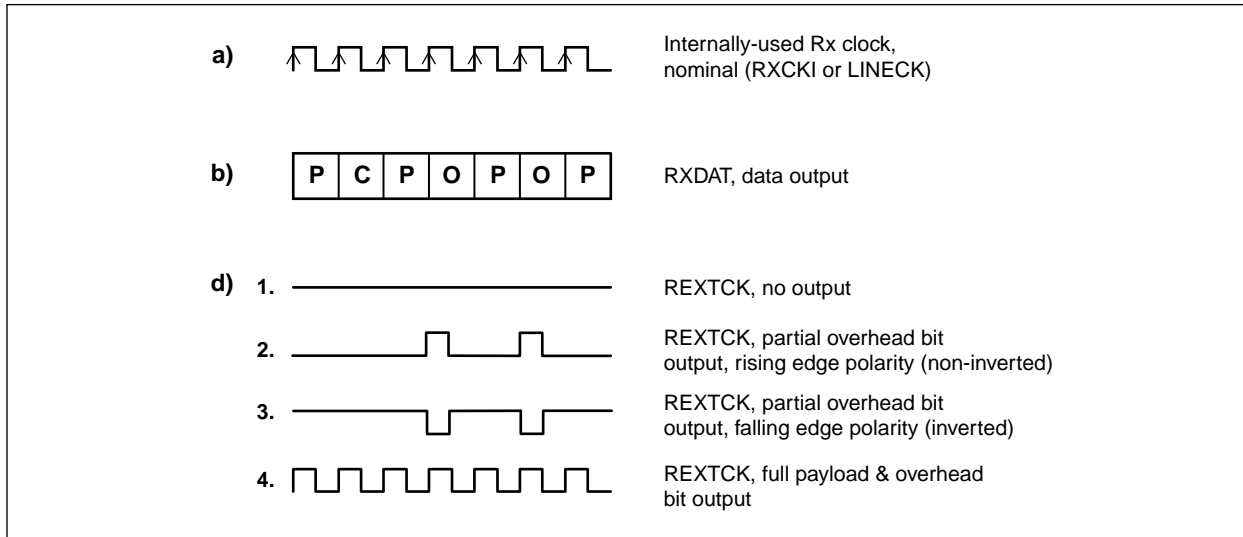 a)
Internally-used Rx clock,
nominal (RXCKI or LINECK)
b)
P C P O P O P
RXDAT, data output
d)
1.
REXTCK, no output
2.
REXTCK, partial overhead bit
output, rising edge polarity (non-inverted)
3.
REXTCK, partial overhead bit
output, falling edge polarity (inverted)
4.
REXTCK, full payload & overhead
bit output